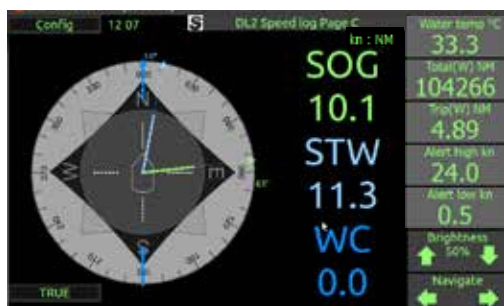 Config 12 07 S DL2 Speed log Page C
kn : NM
SOG
10.1
STW
11.3
WC
0.0
N
E
S
W
TRUE
Water temp °C
33.3
Total(W) NM
104266
Trip(W) NM
4.89
Alert high kn
24.0
Alert low kn
0.5
Brightness
50%
Navigate